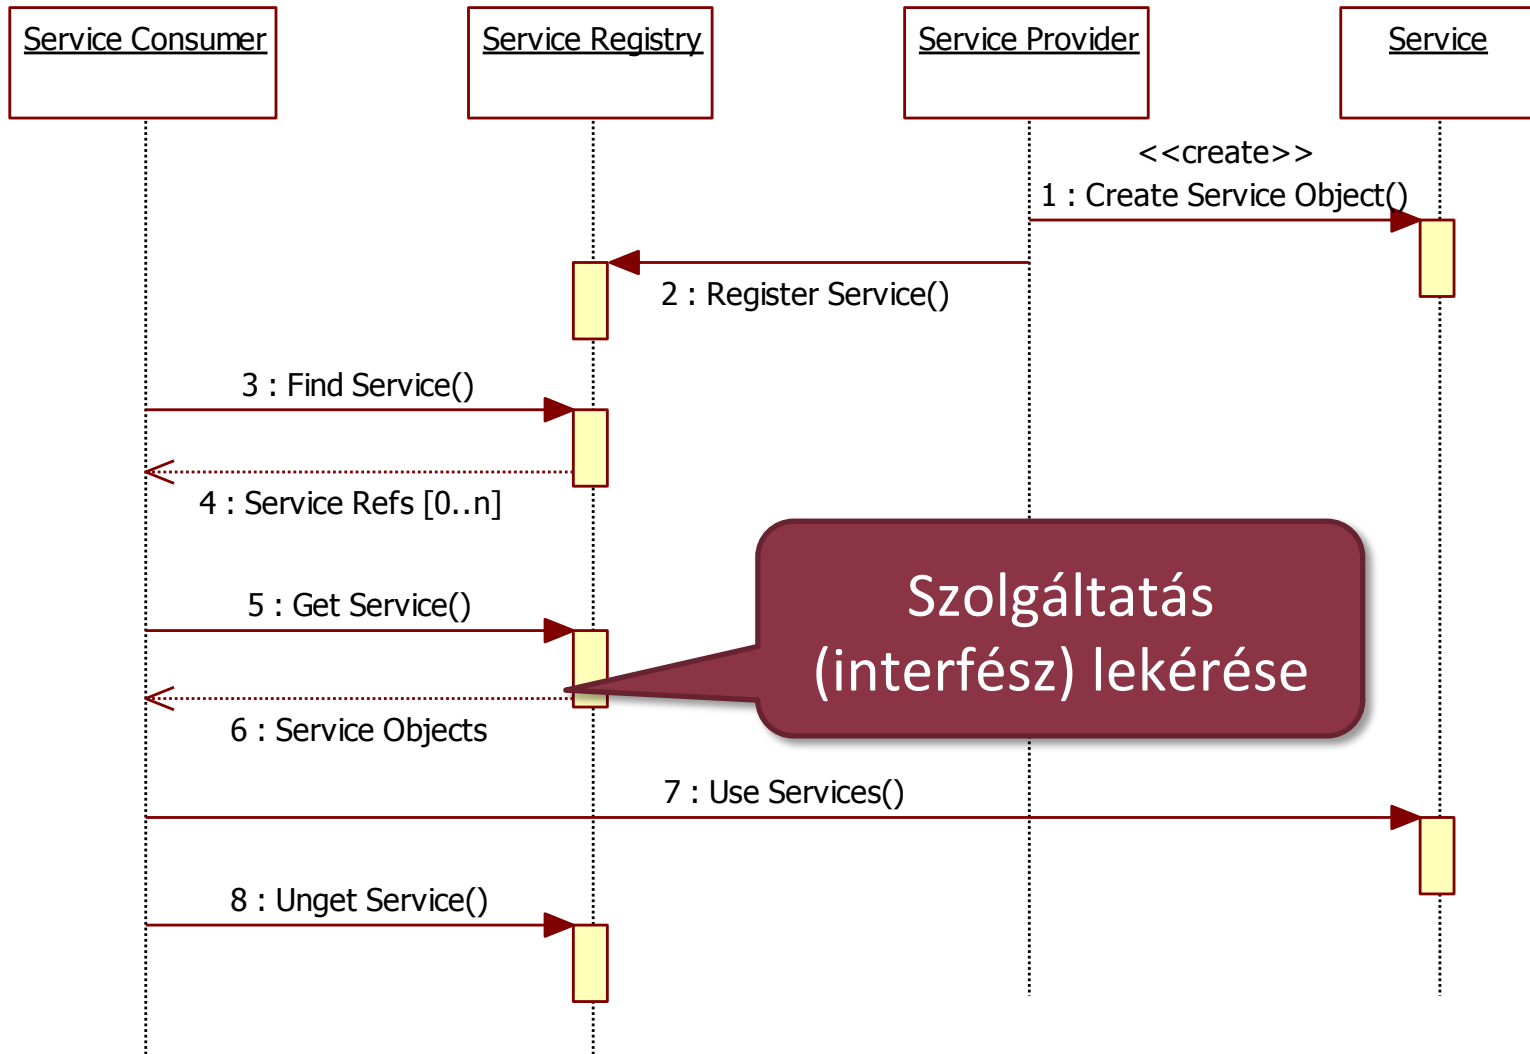 Service Consumer
Service Registry
Service Provider
Service
<<create>>
1 : Create Service Object()
2 : Register Service()
3 : Find Service()
4 : Service Refs [0..n]
5 : Get Service()
Szolgáltatás
(interfész) lekérése
6 : Service Objects
7 : Use Services()
8 : Unget Service()